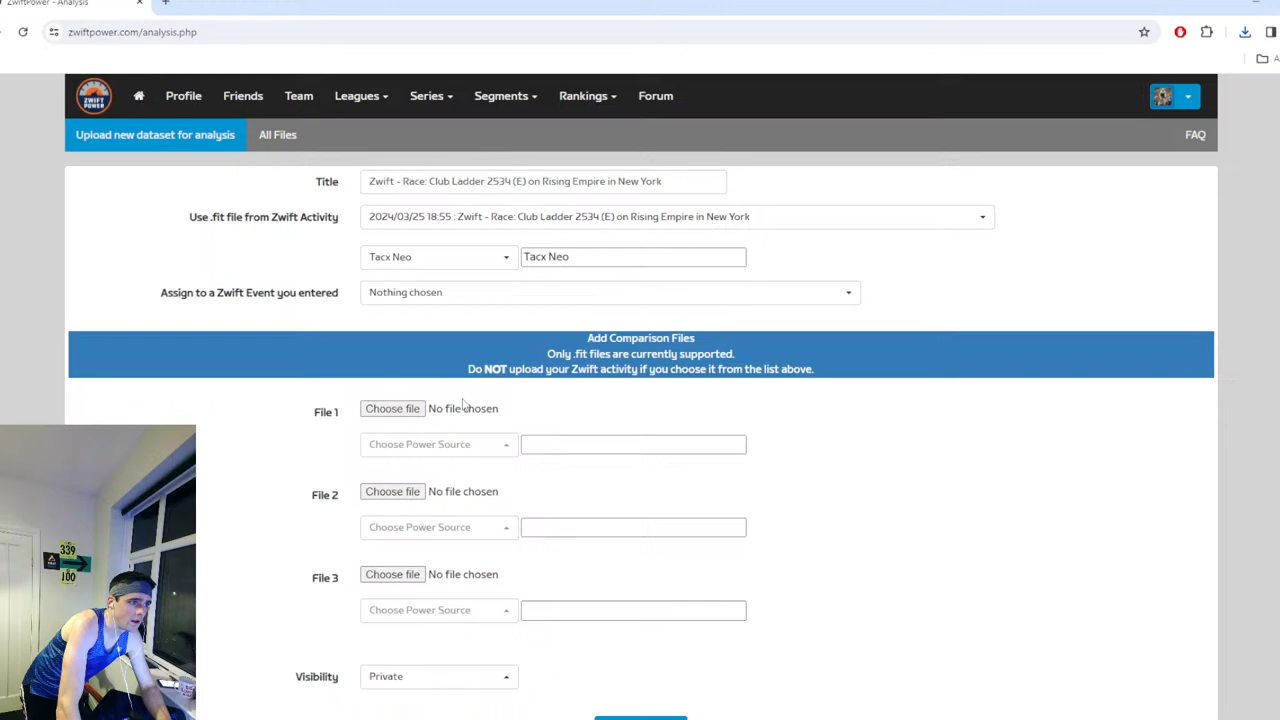 ZwiftPower - Analysis
zwiftpower.com/analysis.php
A
ZWIFT POWER
Profile Friends Team Leagues Series Segments Rankings Forum
Upload new dataset for analysis All Files FAQ
Title Zwift - Race: Club Ladder 2534 (E) on Rising Empire in New York
Use .fit file from Zwift Activity 2024/03/25 18:55 : Zwift - Race: Club Ladder 2534 (E) on Rising Empire in New York
Tacx Neo Tacx Neo
Assign to a Zwift Event you entered Nothing chosen
Add Comparison Files
Only .fit files are currently supported.
Do NOT upload your Zwift activity if you choose it from the list above.
File 1 Choose file No file chosen
Choose Power Source
File 2 Choose file No file chosen
Choose Power Source
File 3 Choose file No file chosen
Choose Power Source
Visibility Private
339
100